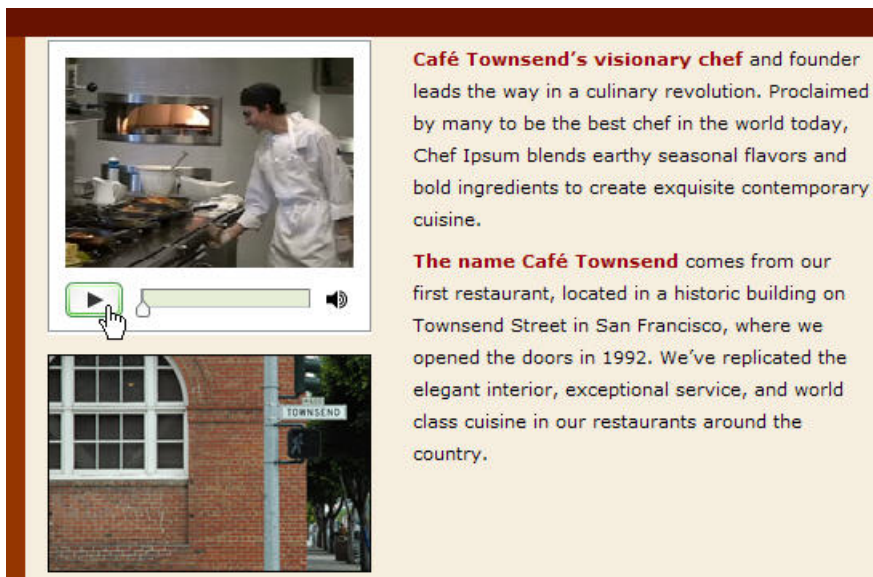 Café Townsend’s visionary chef and founder
leads the way in a culinary revolution. Proclaimed
by many to be the best chef in the world today,
Chef Ipsum blends earthy seasonal flavors and
bold ingredients to create exquisite contemporary
cuisine.
The name Café Townsend comes from our
first restaurant, located in a historic building on
Townsend Street in San Francisco, where we
opened the doors in 1992. We’ve replicated the
elegant interior, exceptional service, and world
class cuisine in our restaurants around the
country.
TOWNSEND